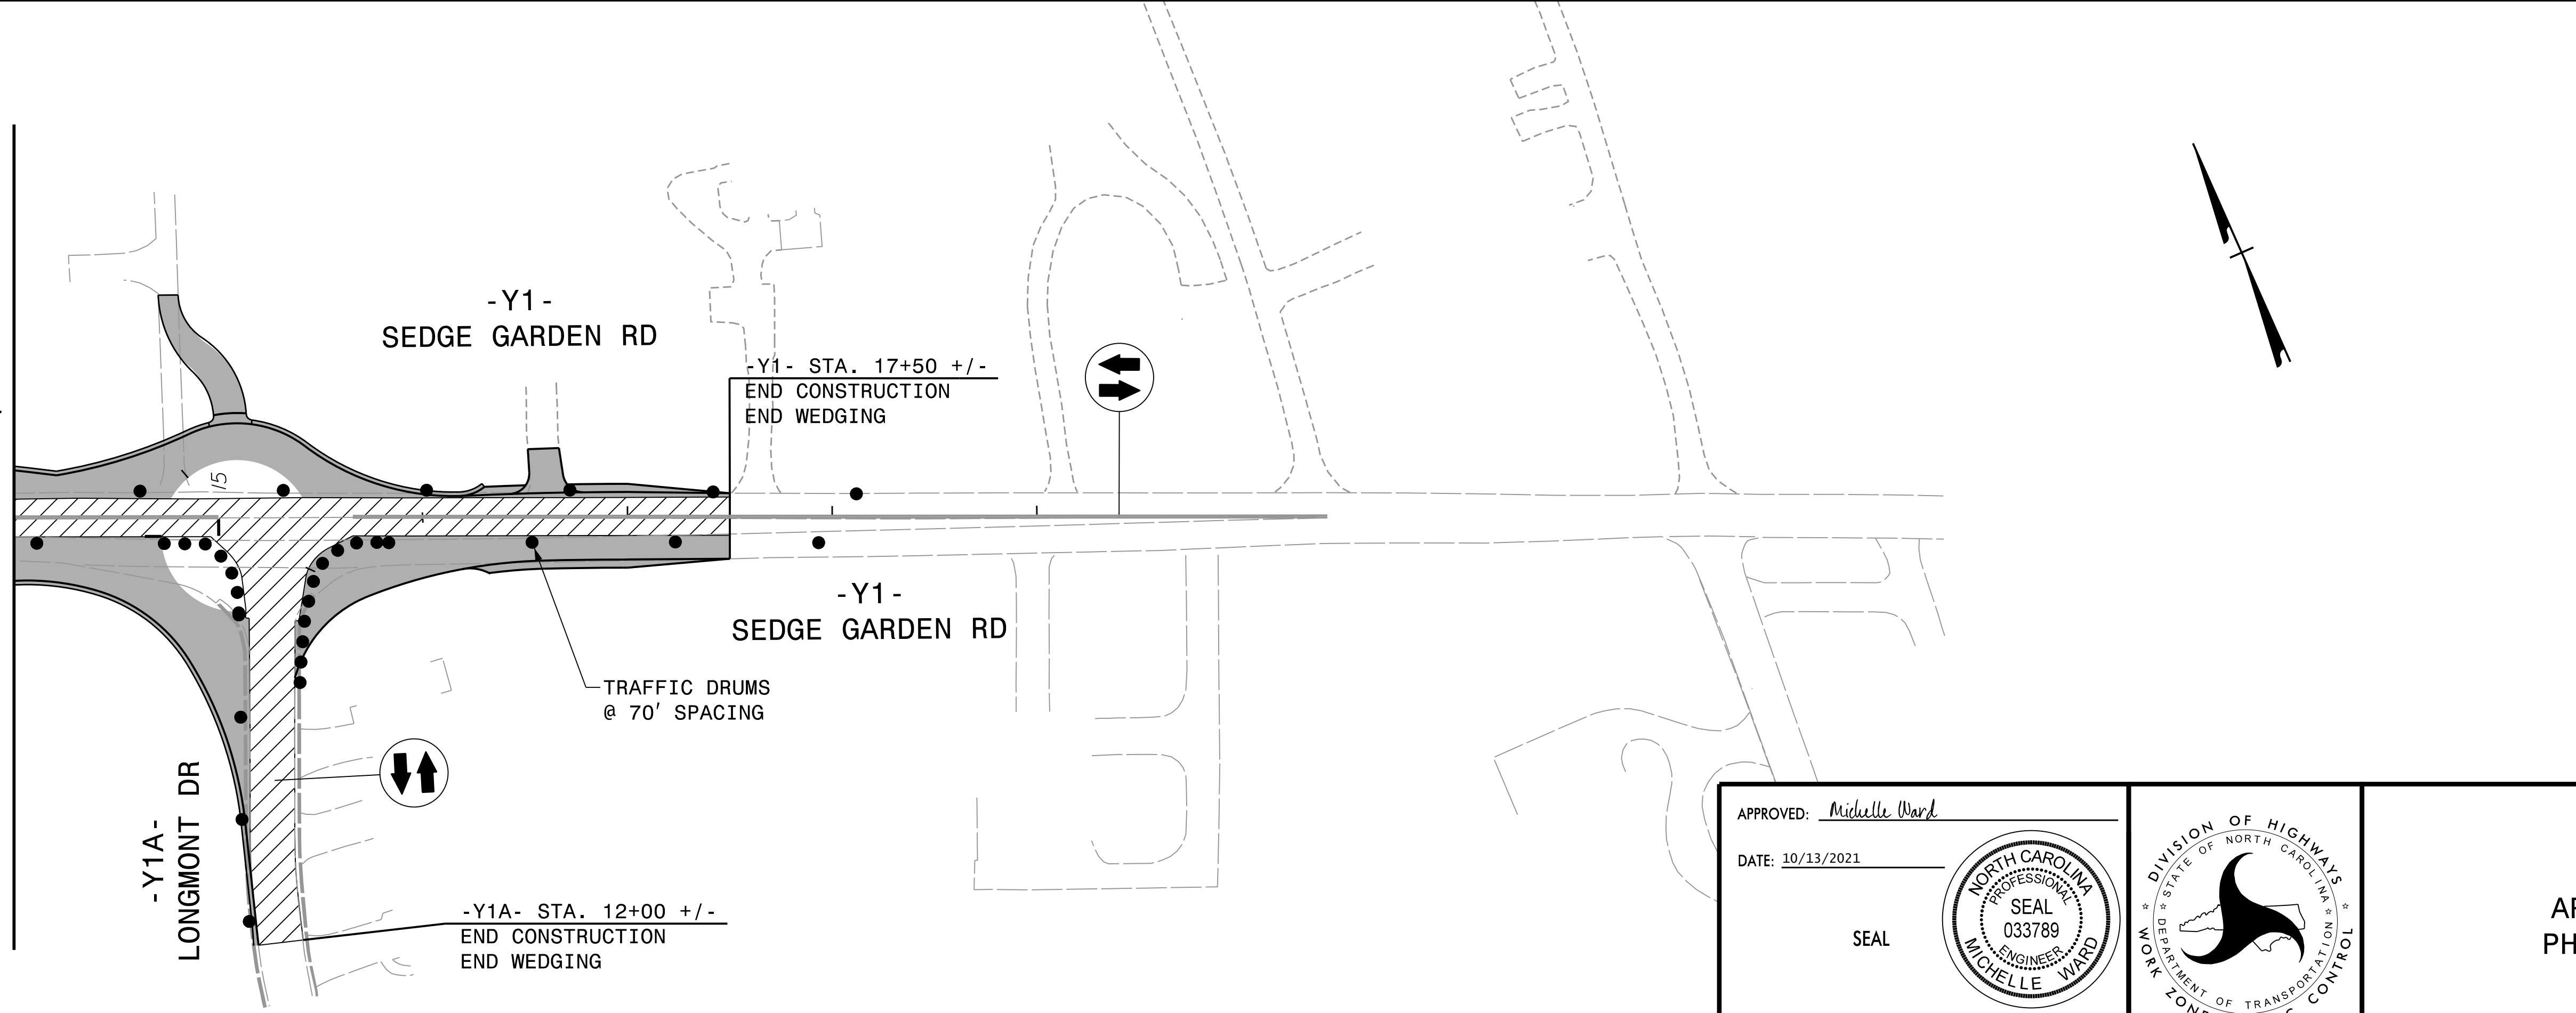 -Y1-
SEDGE GARDEN RD
-Y1- STA. 17+50 +/-
END CONSTRUCTION
END WEDGING
15
-Y1-
SEDGE GARDEN RD
TRAFFIC DRUMS
@ 70' SPACING
-Y1A-
LONGMONT DR
-Y1A- STA. 12+00 +/-
END CONSTRUCTION
END WEDGING
APPROVED: Michelle Ward
DATE: 10/13/2021
SEAL
NORTH CAROLINA
PROFESSIONAL
SEAL
033789
ENGINEER
MICHELLE WARD
DIVISION OF HIGHWAYS
STATE OF NORTH CAROLINA
DEPARTMENT OF TRANSPORTATION
WORK ZONE
CONTROL